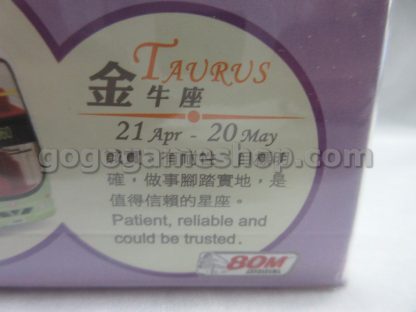 TAURUS
金牛座
21 Apr - 20 May
確，做事腳踏實地，是
值得信賴的星座。
Patient, reliable and
could be trusted.
gogogameshop.com
80M